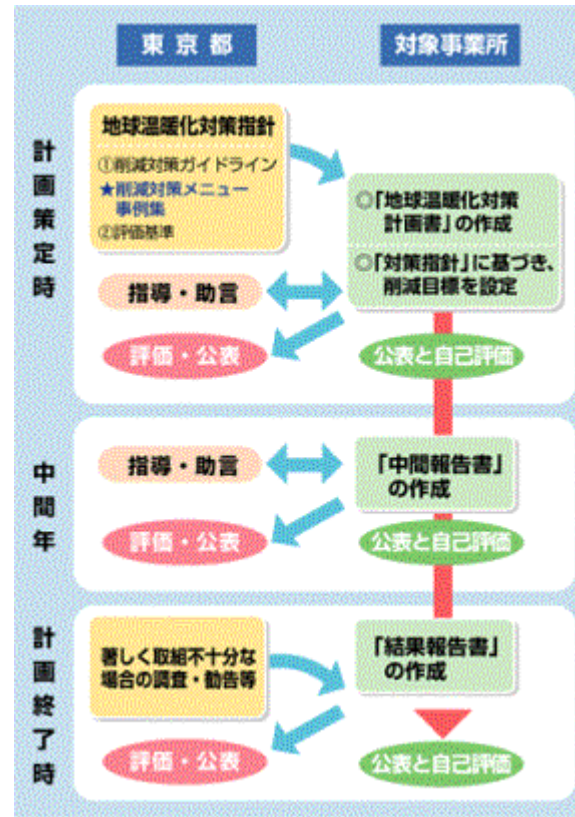 東京都
対象事業所
計画策定時
地球温暖化対策指針
①削減対策ガイドライン
★削減対策メニュー
事例集
②評価基準
◎「地球温暖化対策
計画書」の作成
◎「対策指針」に基づき、
削減目標を設定
指導・助言
評価・公表
公表と自己評価
中間年
指導・助言
「中間報告書」
の作成
評価・公表
公表と自己評価
計画終了時
著しく取組不十分な
場合の調査・勧告等
「結果報告書」
の作成
評価・公表
公表と自己評価